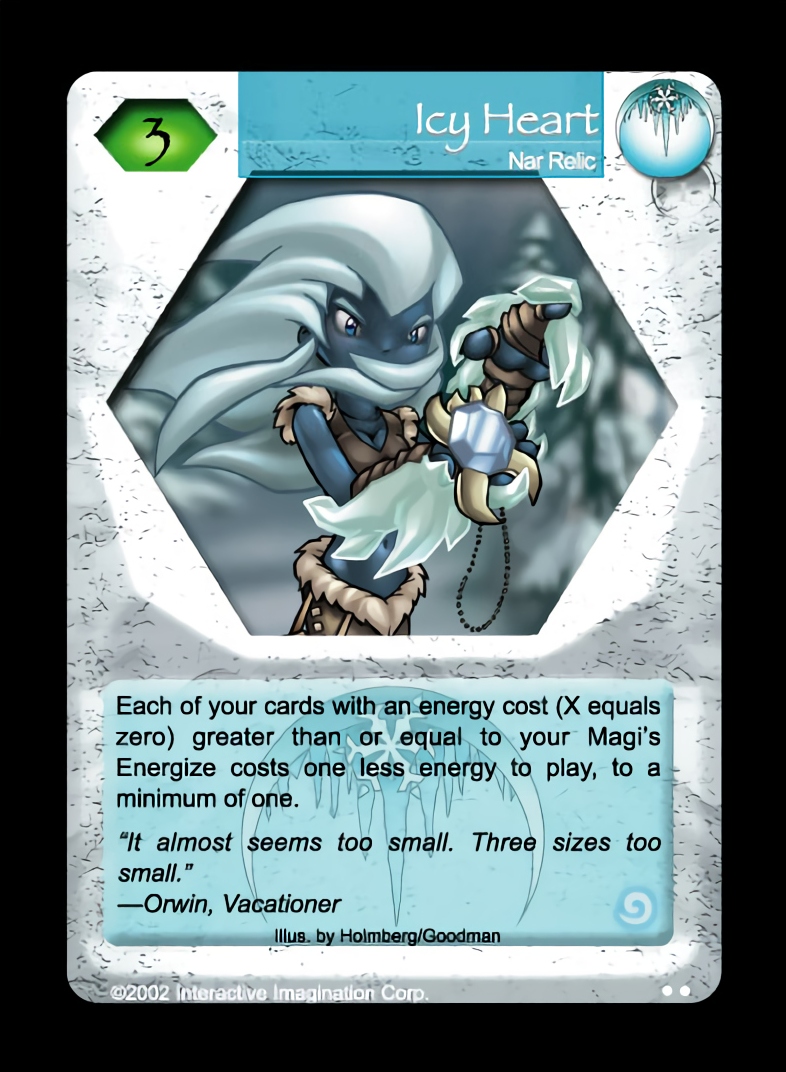 3
Icy Heart
Nar Relic
Each of your cards with an energy cost (X equals
zero) greater than or equal to your Magi's
Energize costs one less energy to play, to a
minimum of one.
“It almost seems too small. Three sizes too
small.”
—Orwin, Vacationer
Illus. by Holmberg/Goodman
©2002 Interactive Imagination Corp.